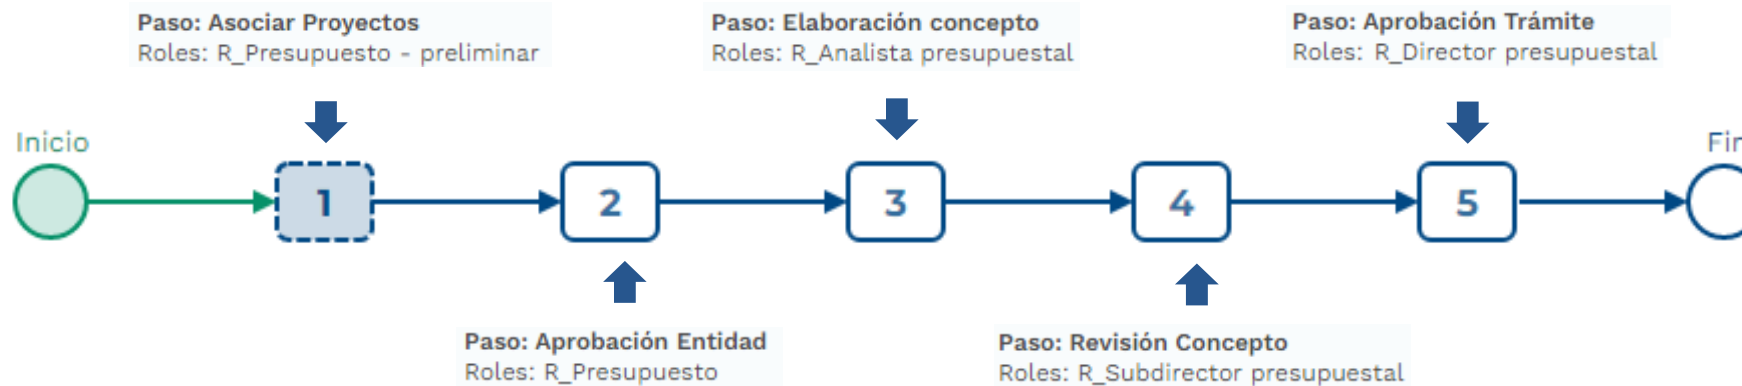 Paso: Asociar Proyectos
Roles: R_Presupuesto - preliminar
Paso: Elaboración concepto
Roles: R_Analista presupuestal
Paso: Aprobación Trámite
Roles: R_Director presupuestal
Inicio
1
2
3
4
5
Fin
Paso: Aprobación Entidad
Roles: R_Presupuesto
Paso: Revisión Concepto
Roles: R_Subdirector presupuestal